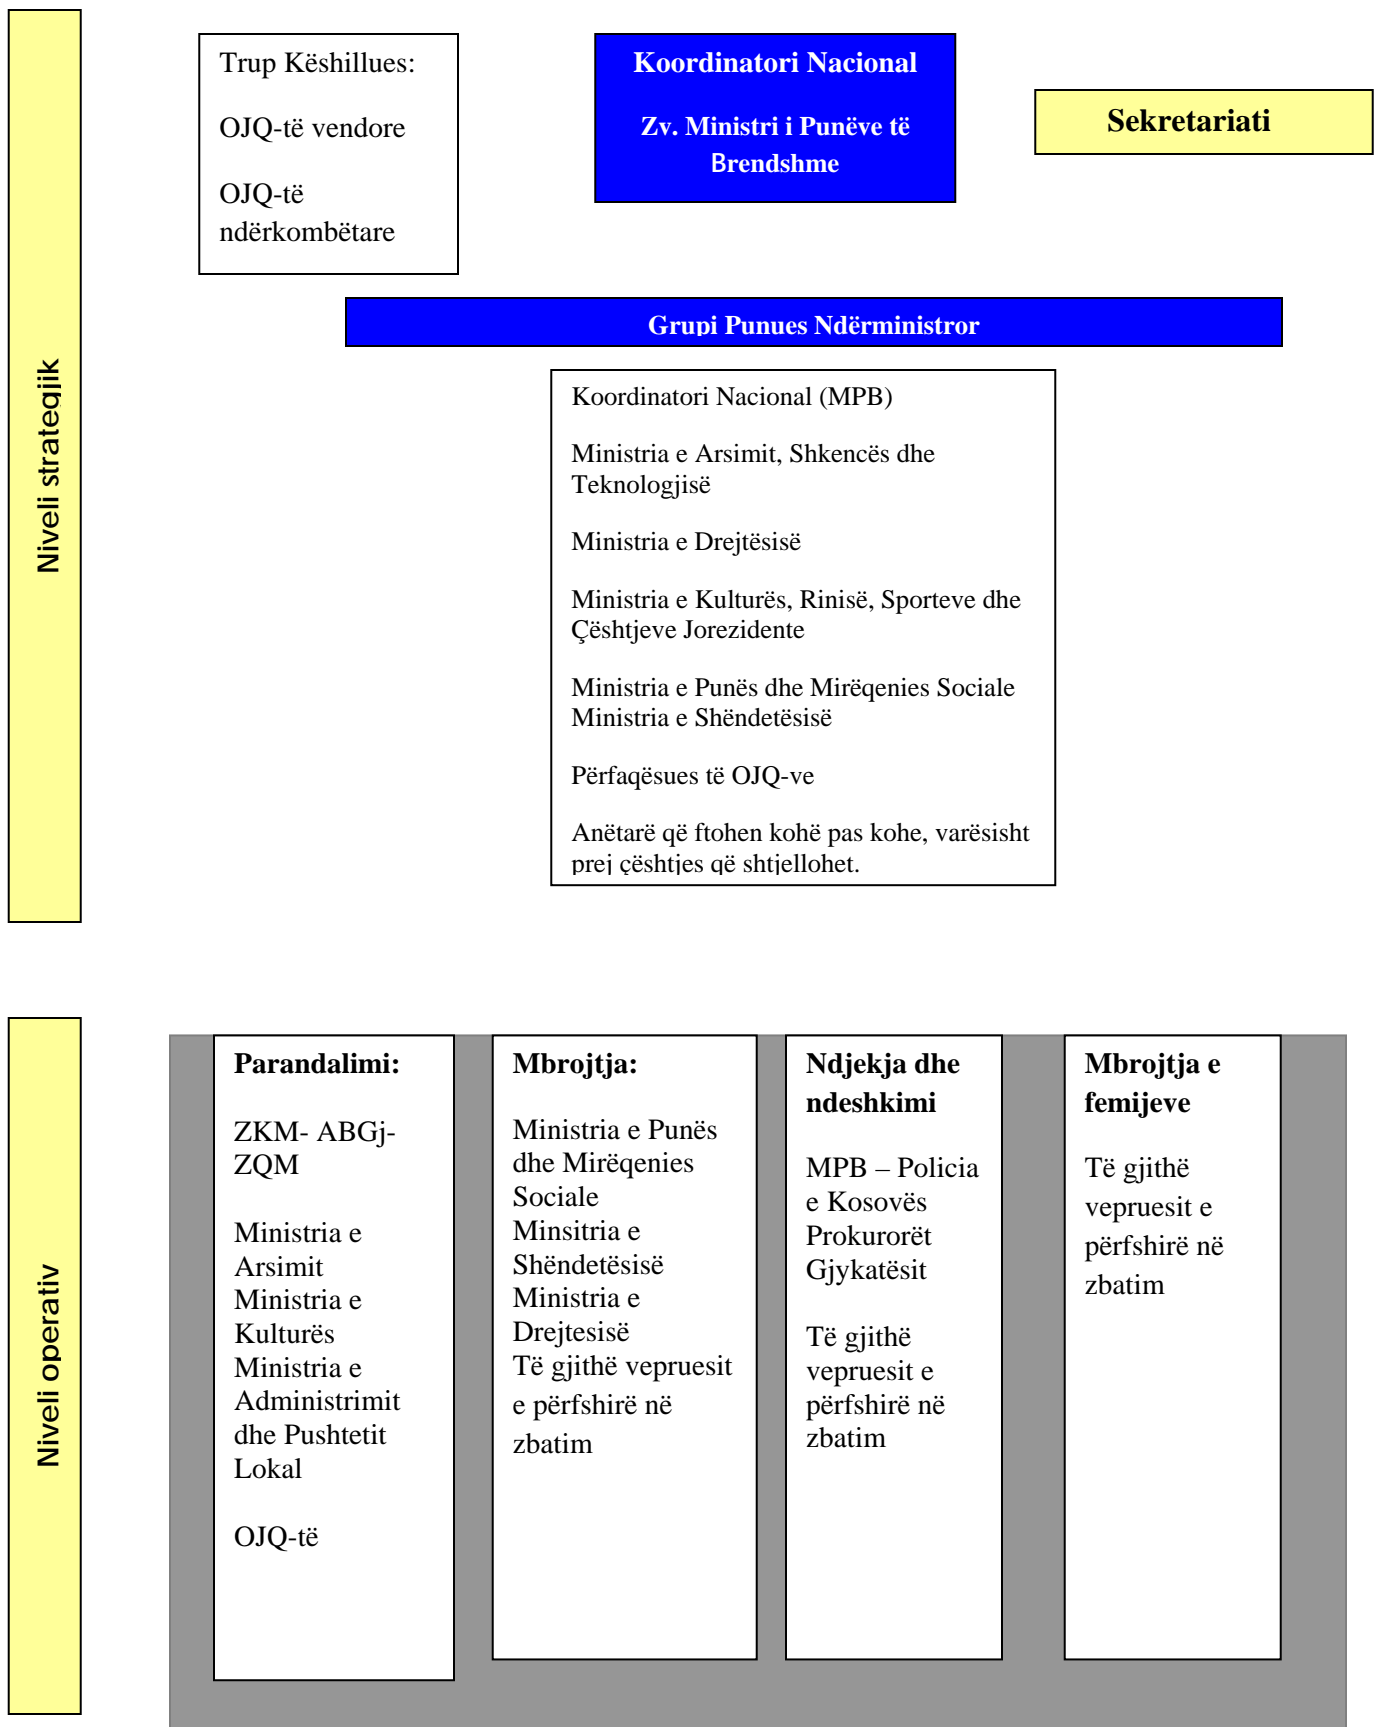 Niveli strategjik
Trup Këshillues:
OJQ-të vendore
OJQ-të
ndërkombëtare
Koordinatori Nacional
Zv. Ministri i Punëve të
Brendshme
Sekretariati
Grupi Punues Ndërministror
Koordinatori Nacional (MPB)
Ministria e Arsimit, Shkencës dhe
Teknologjisë
Ministria e Drejtësisë
Ministria e Kulturës, Rinisë, Sporteve dhe
Çështjeve Jorezidente
Ministria e Punës dhe Mirëqenies Sociale
Ministria e Shëndetësisë
Përfaqësues të OJQ-ve
Anëtarë që ftohen kohë pas kohe, varësisht
prej çështjes që shtjellohet.
Niveli operativ
Parandalimi:
ZKM- ABGj-
ZQM
Ministria e
Arsimit
Ministria e
Kulturës
Ministria e
Administrimit
dhe Pushtetit
Lokal
OJQ-të
Mbrojtja:
Ministria e Punës
dhe Mirëqenies
Sociale
Minsitria e
Shëndetësisë
Ministria e
Drejtesisë
Të gjithë vepruesit
e përfshirë në
zbatim
Ndjekja dhe
ndeshkimi
MPB – Policia
e Kosovës
Prokurorët
Gjykatësit
Të gjithë
vepruesit e
përfshirë në
zbatim
Mbrojtja e
femijeve
Të gjithë
vepruesit e
përfshirë në
zbatim